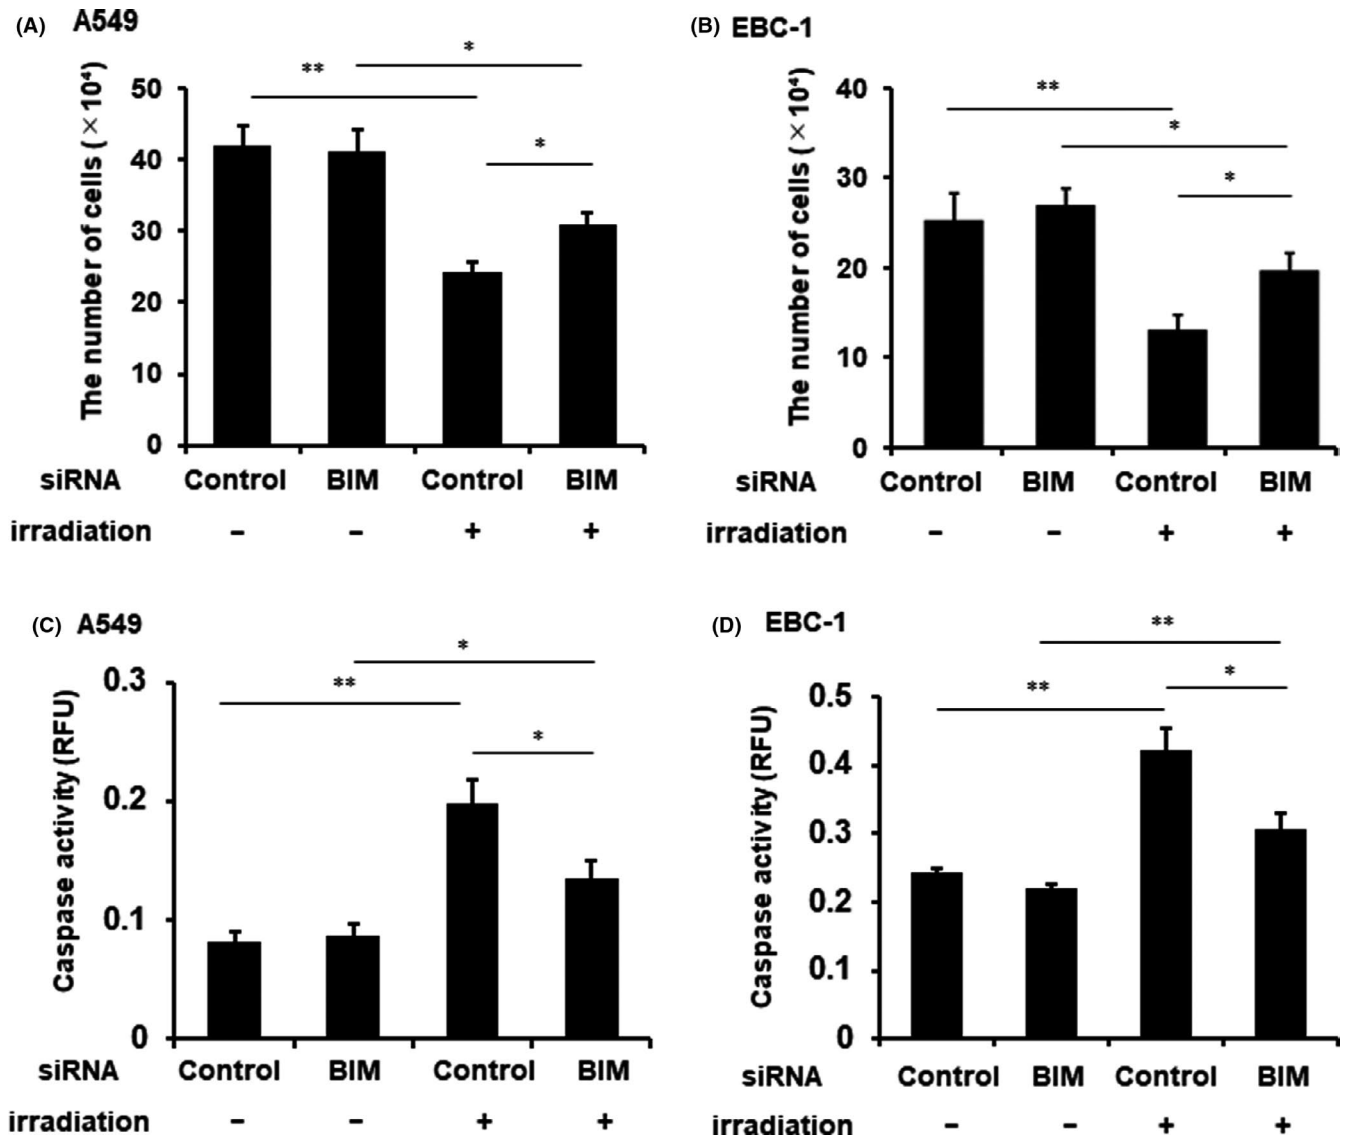 (A) A549
The number of cells (×10⁴)
50
40
30
20
10
0
**
*
*
siRNA Control BIM Control BIM
irradiation − − + +
(B) EBC-1
The number of cells (×10⁴)
40
30
20
10
0
**
*
*
siRNA Control BIM Control BIM
irradiation − − + +
(C) A549
Caspase activity (RFU)
0.3
0.2
0.1
0
*
**
*
siRNA Control BIM Control BIM
irradiation − − + +
(D) EBC-1
Caspase activity (RFU)
0.5
0.4
0.3
0.2
0.1
0
**
**
*
siRNA Control BIM Control BIM
irradiation − − + +